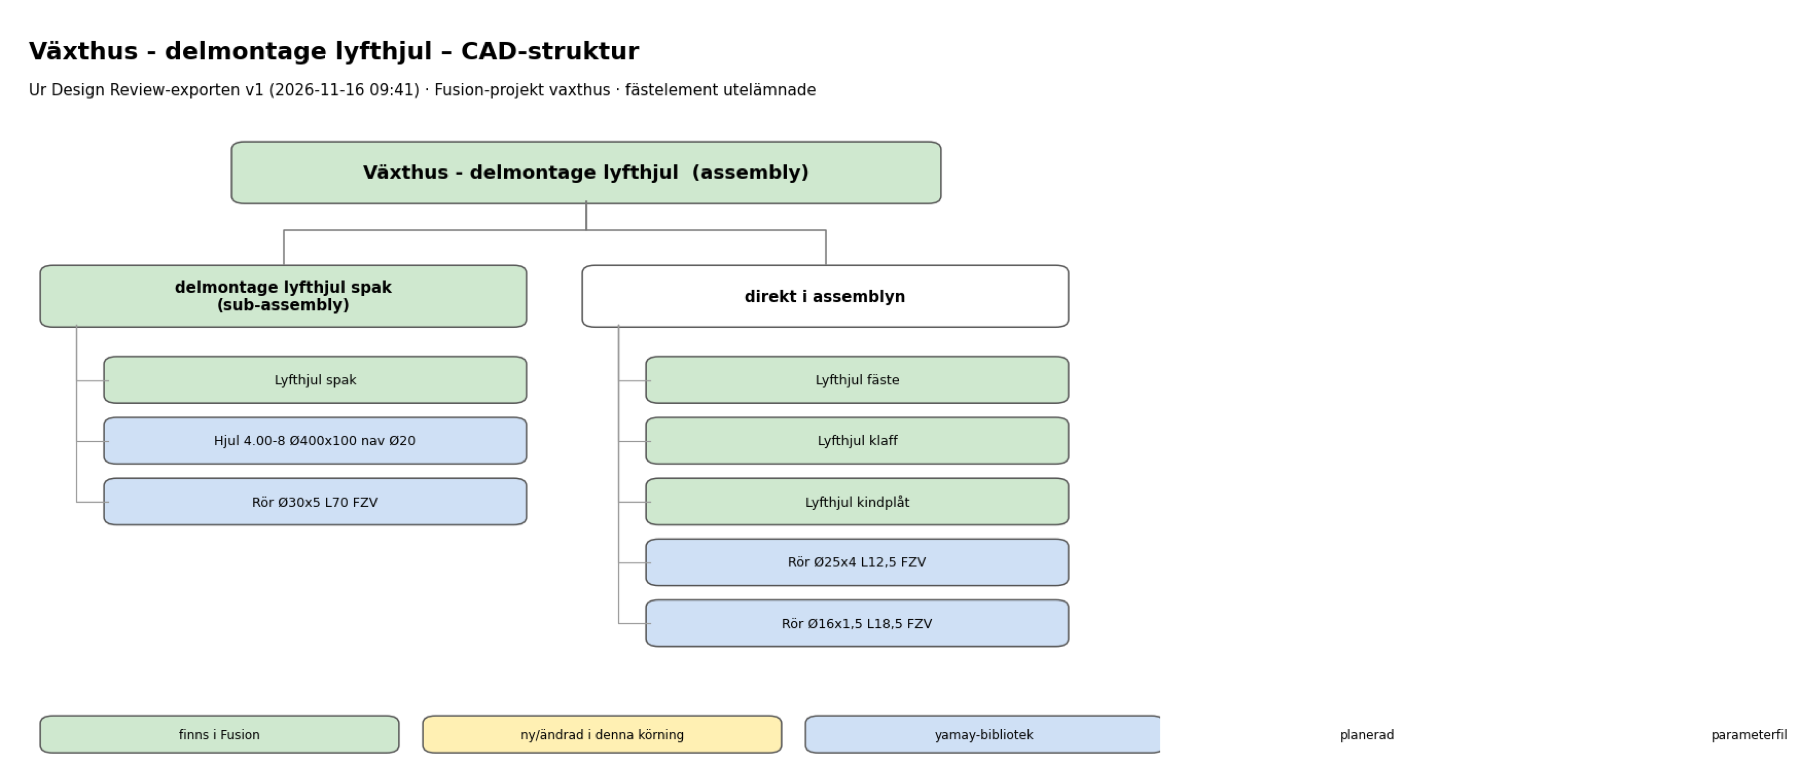 Växthus - delmontage lyfthjul – CAD-struktur
Ur Design Review-exporten v1 (2026-11-16 09:41) · Fusion-projekt vaxthus · fästelement utelämnade
Växthus - delmontage lyfthjul  (assembly)
delmontage lyfthjul spak
(sub-assembly)
Lyfthjul spak
Hjul 4.00-8 Ø400x100 nav Ø20
Rör Ø30x5 L70 FZV
direkt i assemblyn
Lyfthjul fäste
Lyfthjul klaff
Lyfthjul kindplåt
Rör Ø25x4 L12,5 FZV
Rör Ø16x1,5 L18,5 FZV
finns i Fusion
ny/ändrad i denna körning
yamay-bibliotek
planerad
parameterfil